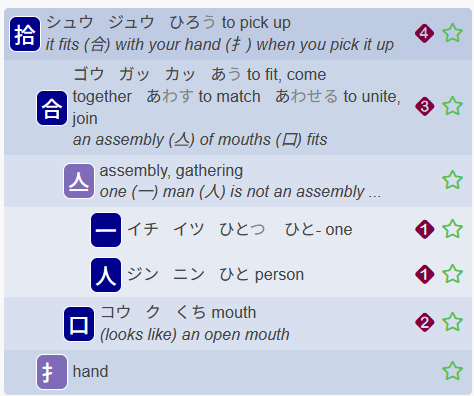 拾 シュウ ジュウ ひろう to pick up 4
it fits (合) with your hand (扌) when you pick it up
合 ゴウ ガッ カッ あう to fit, come
together あわす to match あわせる to unite, 3
join
an assembly (亼) of mouths (口) fits
亼 assembly, gathering
one (一) man (人) is not an assembly ...
一 イチ イツ ひとつ ひと- one 1
人 ジン ニン ひと person 1
口 コウ ク くち mouth 2
(looks like) an open mouth
扌 hand